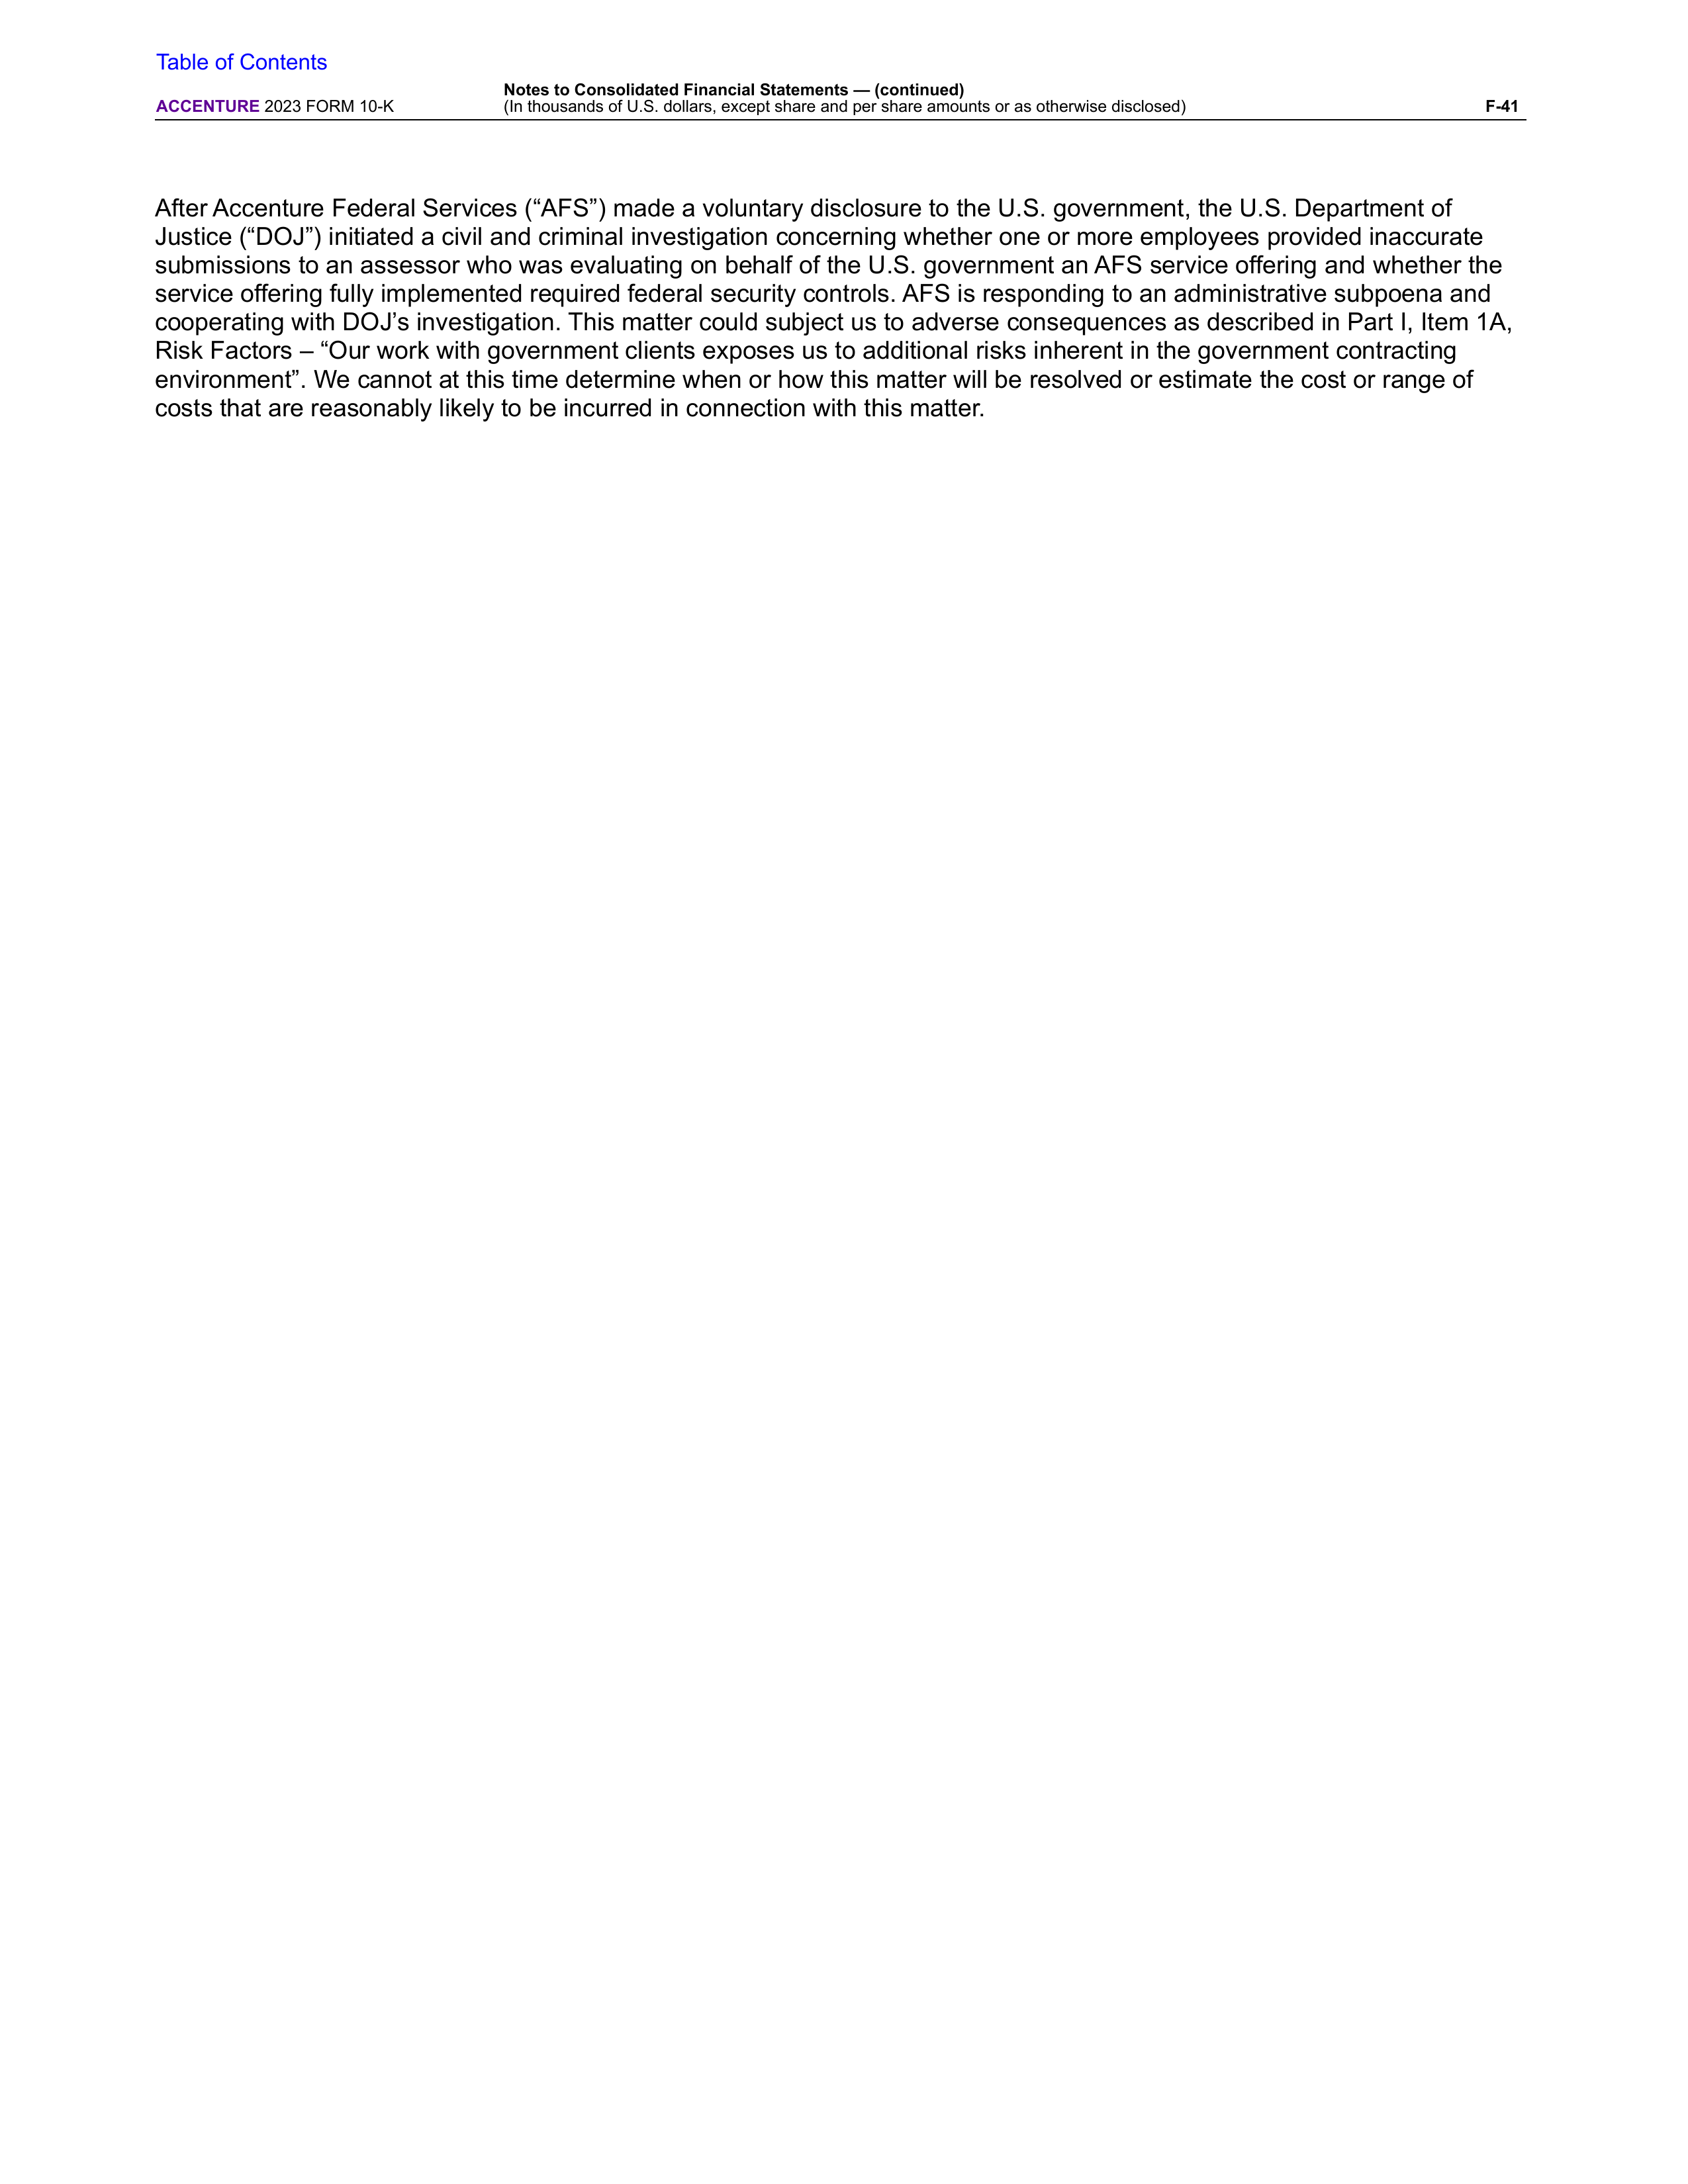 Table of Contents
Notes to Consolidated Financial Statements — (continued)
ACCENTURE 2023 FORM 10-K (In thousands of U.S. dollars, except share and per share amounts or as otherwise disclosed) F-41
After Accenture Federal Services (“AFS”) made a voluntary disclosure to the U.S. government, the U.S. Department of
Justice (“DOJ”) initiated a civil and criminal investigation concerning whether one or more employees provided inaccurate
submissions to an assessor who was evaluating on behalf of the U.S. government an AFS service offering and whether the
service offering fully implemented required federal security controls. AFS is responding to an administrative subpoena and
cooperating with DOJ’s investigation. This matter could subject us to adverse consequences as described in Part I, Item 1A,
Risk Factors – “Our work with government clients exposes us to additional risks inherent in the government contracting
environment”. We cannot at this time determine when or how this matter will be resolved or estimate the cost or range of
costs that are reasonably likely to be incurred in connection with this matter.